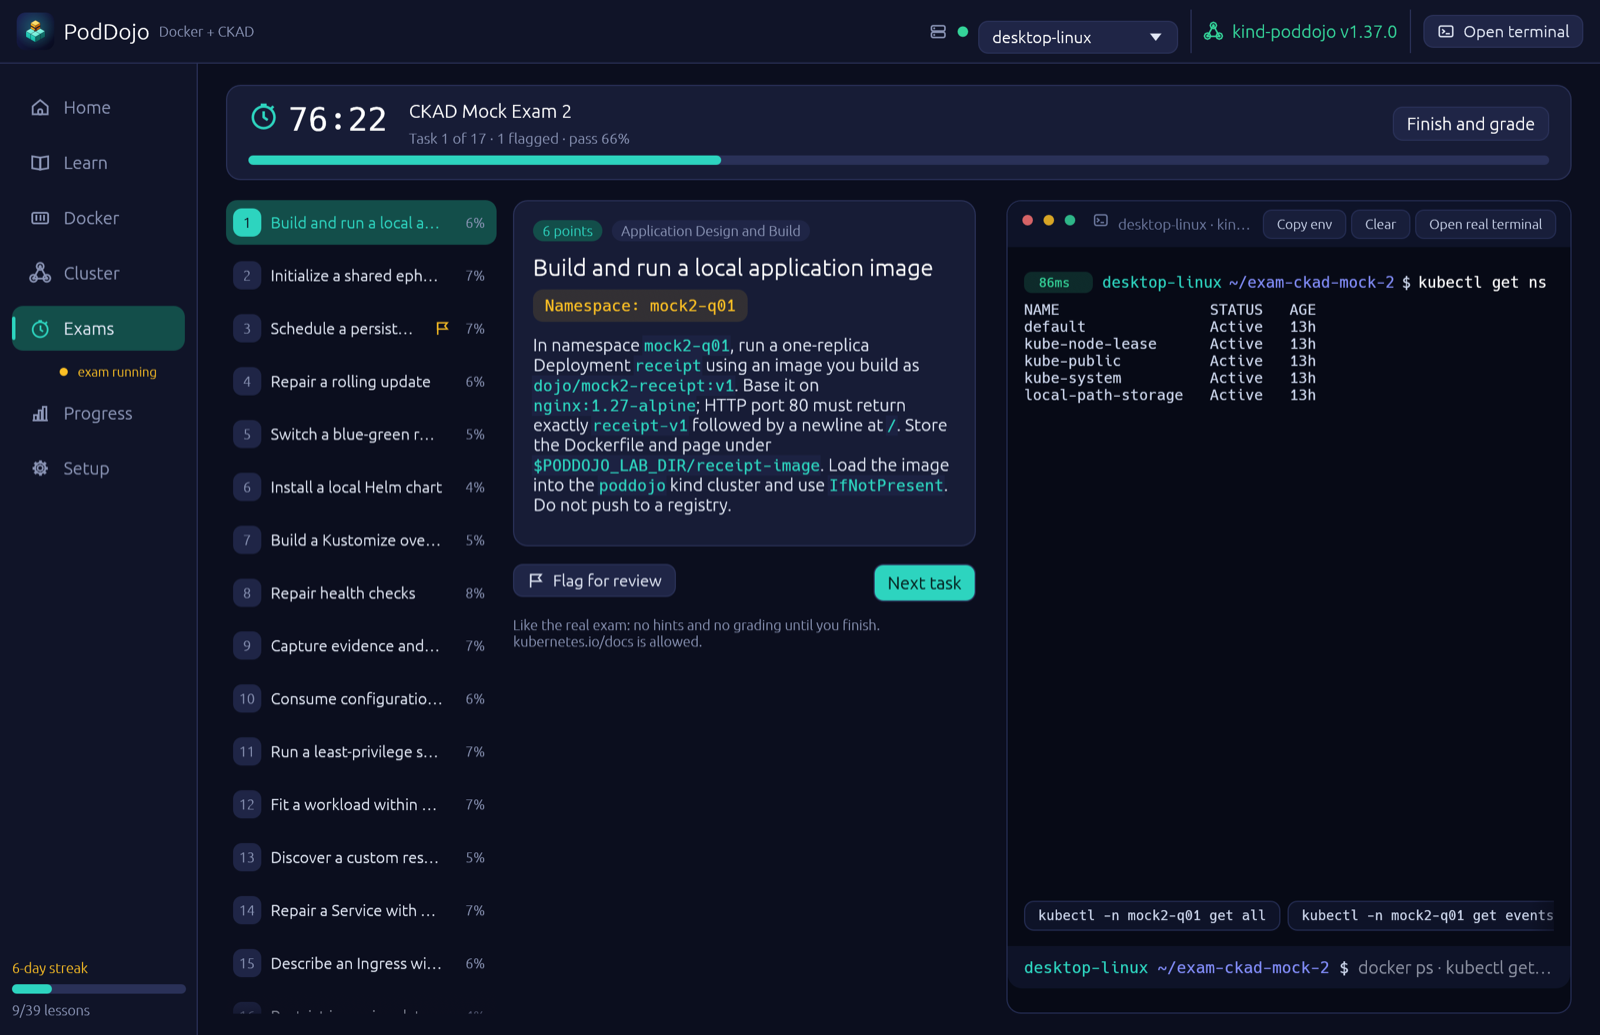 PodDojo Docker + CKAD
desktop-linux
kind-poddojo v1.37.0
Open terminal
Home
Learn
Docker
Cluster
Exams
exam running
Progress
Setup
6-day streak
9/39 lessons
76:22
CKAD Mock Exam 2
Task 1 of 17 · 1 flagged · pass 66%
Finish and grade
1 Build and run a local a... 6%
2 Initialize a shared eph... 7%
3 Schedule a persist... 7%
4 Repair a rolling update 6%
5 Switch a blue-green r... 5%
6 Install a local Helm chart 4%
7 Build a Kustomize ove... 5%
8 Repair health checks 8%
9 Capture evidence and... 7%
10 Consume configuratio... 6%
11 Run a least-privilege s... 7%
12 Fit a workload within ... 7%
13 Discover a custom res... 5%
14 Repair a Service with ... 7%
15 Describe an Ingress wi... 6%
6 points Application Design and Build
Build and run a local application image
Namespace: mock2-q01
In namespace mock2-q01, run a one-replica
Deployment receipt using an image you build as
dojo/mock2-receipt:v1. Base it on
nginx:1.27-alpine; HTTP port 80 must return
exactly receipt-v1 followed by a newline at /. Store
the Dockerfile and page under
$PODDOJO_LAB_DIR/receipt-image. Load the image
into the poddojo kind cluster and use IfNotPresent.
Do not push to a registry.
Flag for review
Next task
Like the real exam: no hints and no grading until you finish.
kubernetes.io/docs is allowed.
desktop-linux · kin...
Copy env
Clear
Open real terminal
86ms desktop-linux ~/exam-ckad-mock-2 $ kubectl get ns
NAME STATUS AGE
default Active 13h
kube-node-lease Active 13h
kube-public Active 13h
kube-system Active 13h
local-path-storage Active 13h
kubectl -n mock2-q01 get all
kubectl -n mock2-q01 get events
desktop-linux ~/exam-ckad-mock-2 $ docker ps · kubectl get...